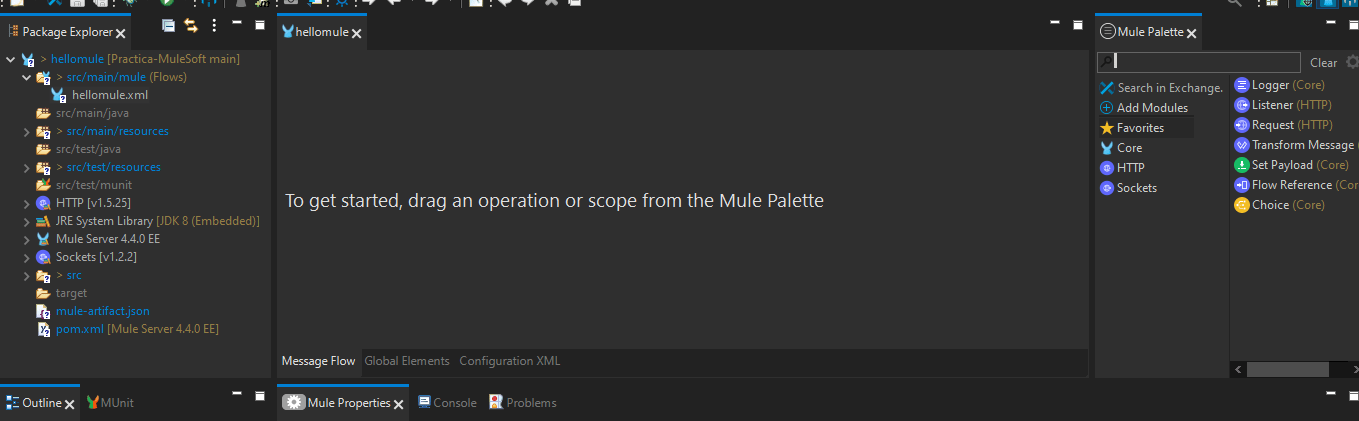 Package Explorer
> hellomule [Practica-MuleSoft main]
> src/main/mule (Flows)
hellomule.xml
src/main/java
> src/main/resources
src/test/java
> src/test/resources
src/test/munit
HTTP [v1.5.25]
JRE System Library [JDK 8 (Embedded)]
Mule Server 4.4.0 EE
Sockets [v1.2.2]
> src
target
mule-artifact.json
pom.xml [Mule Server 4.4.0 EE]
hellomule
To get started, drag an operation or scope from the Mule Palette
Message Flow Global Elements Configuration XML
Mule Palette
Clear
Search in Exchange.
Add Modules
Favorites
Core
HTTP
Sockets
Logger (Core)
Listener (HTTP)
Request (HTTP)
Transform Message (
Set Payload (Core)
Flow Reference (Cor
Choice (Core)
Outline MUnit
Mule Properties Console Problems